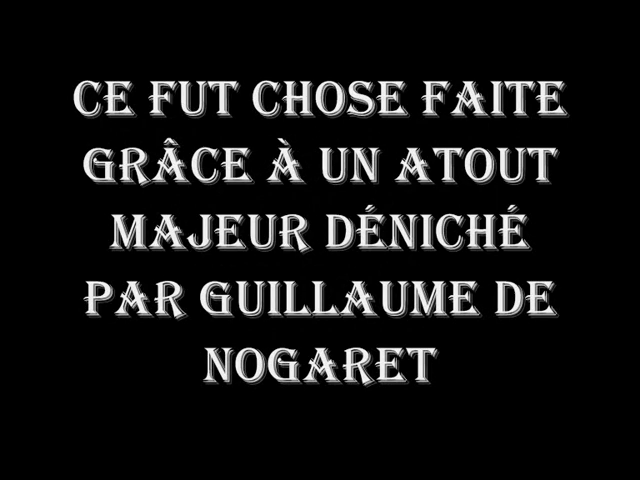 CE FUT CHOSE FAITE
GRÂCE À UN ATOUT
MAJEUR DÉNICHÉ
PAR GUILLAUME DE
NOGARET